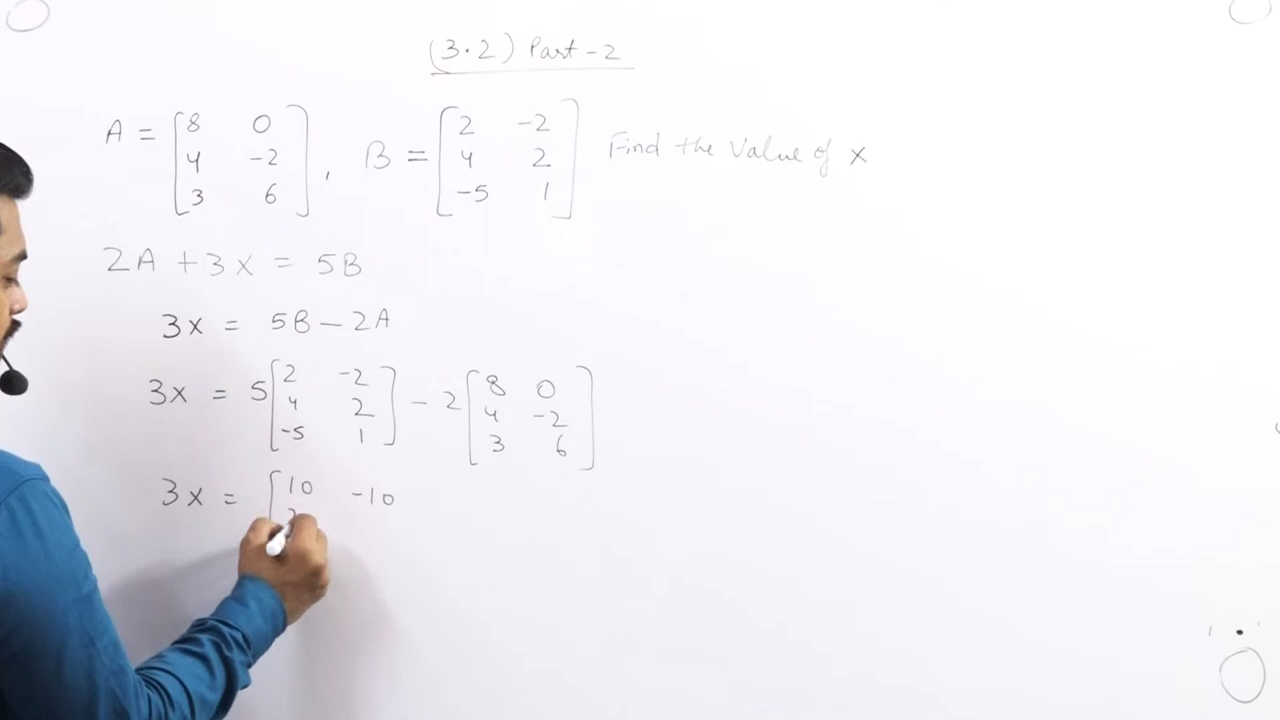 (3.2) Part-2
A = [8 0
4 -2
3 6], B = [2 -2
4 2
-5 1] Find the value of x
2A + 3x = 5B
3x = 5B - 2A
3x = 5[2 -2
4 2
-5 1] - 2[8 0
4 -2
3 6]
3x = [10 -10
2